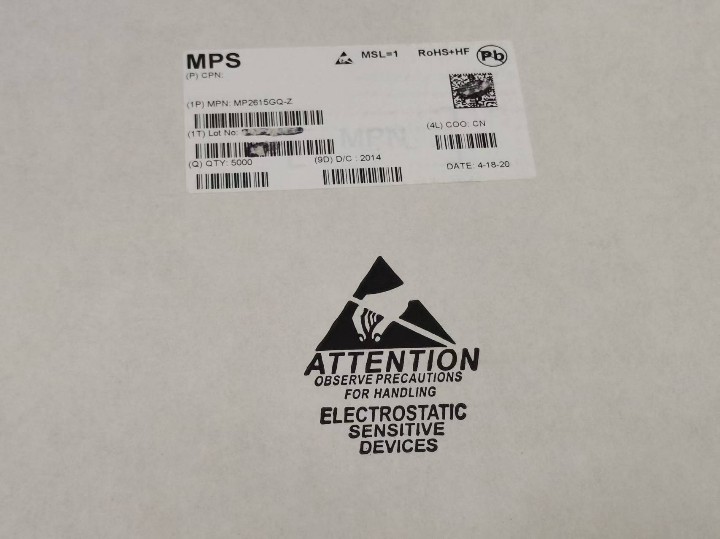 MPS
MSL=1 RoHS+HF Pb
(P) CPN:
(1P) MPN: MP2615GQ-Z
(1T) Lot No:
(4L) COO: CN
(Q) QTY: 5000 (9D) D/C : 2014
DATE: 4-18-20
MPN
ATTENTION
OBSERVE PRECAUTIONS
FOR HANDLING
ELECTROSTATIC
SENSITIVE
DEVICES